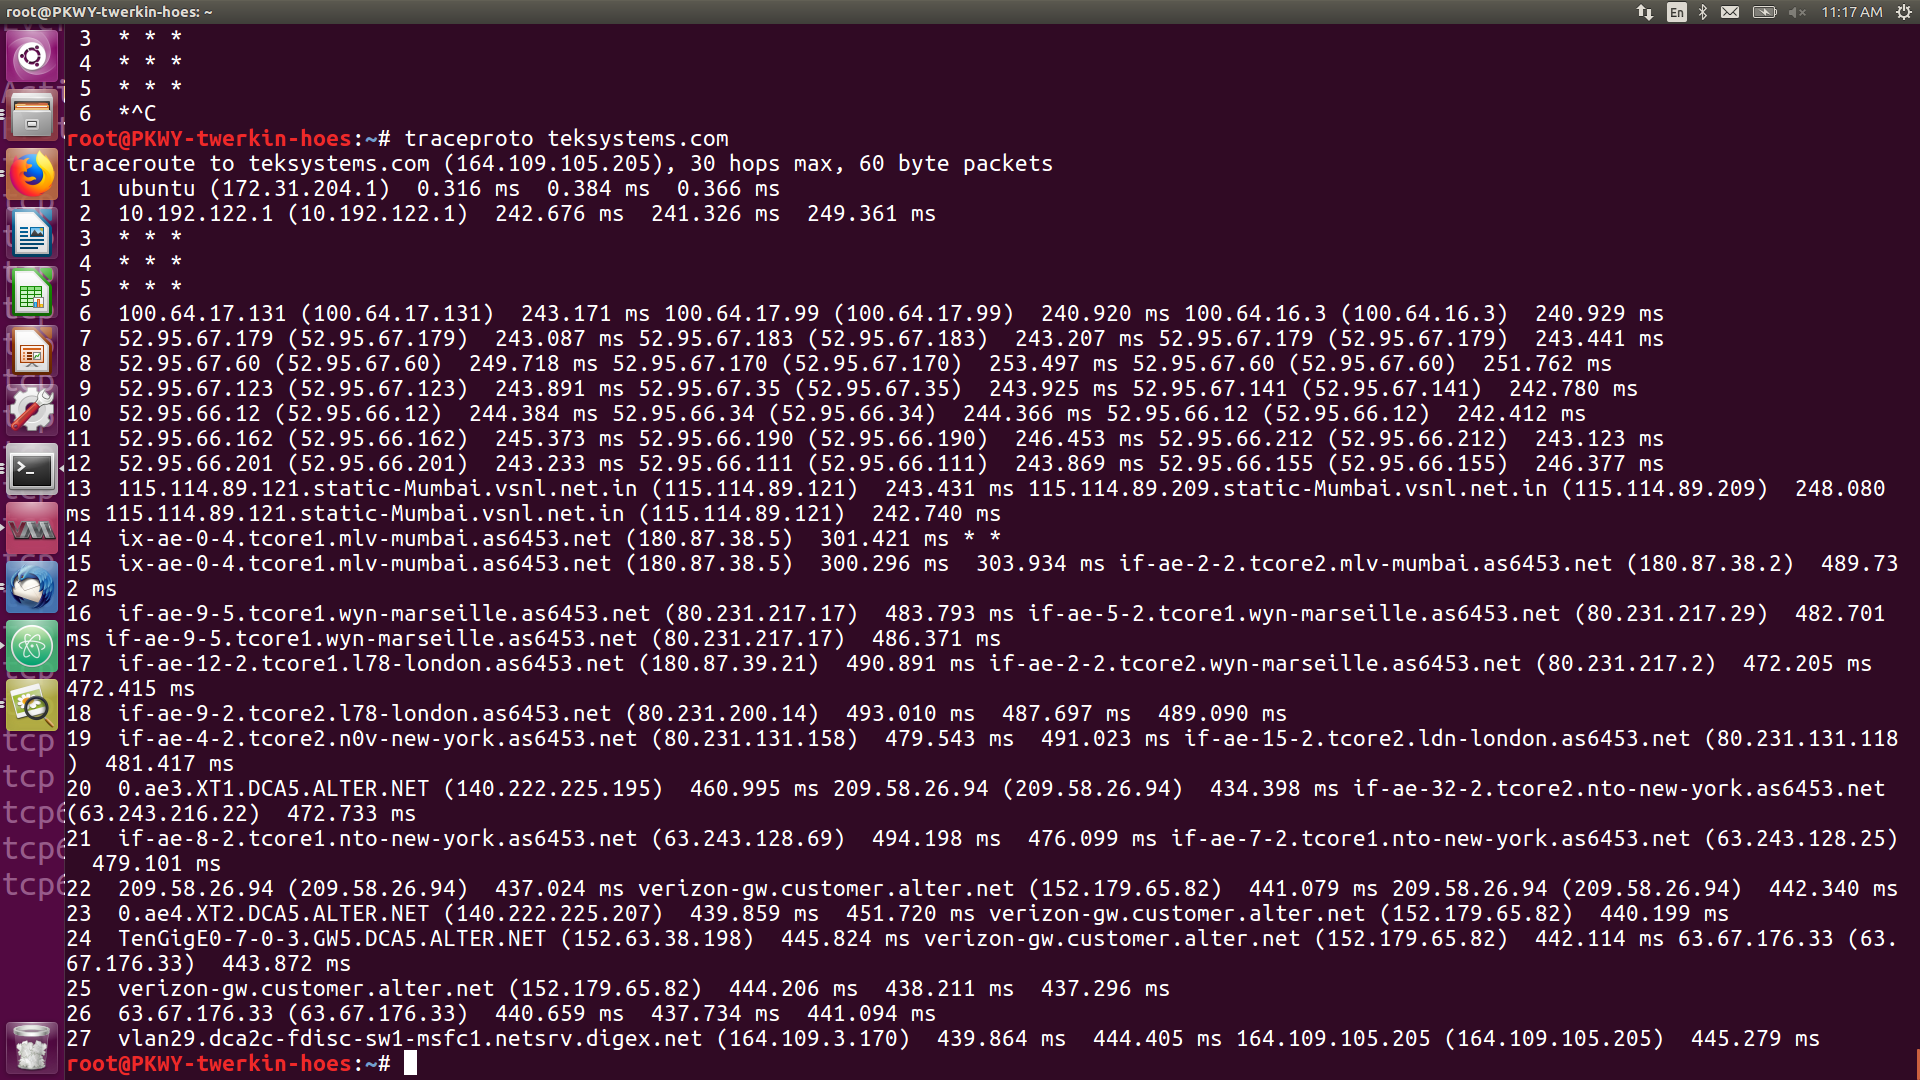 root@PKWY-twerkin-hoes: ~
En
11:17 AM
3 * * *
4 * * *
5 * * *
6 *^C
root@PKWY-twerkin-hoes:~# traceproto teksystems.com
traceroute to teksystems.com (164.109.105.205), 30 hops max, 60 byte packets
1 ubuntu (172.31.204.1) 0.316 ms 0.384 ms 0.366 ms
2 10.192.122.1 (10.192.122.1) 242.676 ms 241.326 ms 249.361 ms
3 * * *
4 * * *
5 * * *
6 100.64.17.131 (100.64.17.131) 243.171 ms 100.64.17.99 (100.64.17.99) 240.920 ms 100.64.16.3 (100.64.16.3) 240.929 ms
7 52.95.67.179 (52.95.67.179) 243.087 ms 52.95.67.183 (52.95.67.183) 243.207 ms 52.95.67.179 (52.95.67.179) 243.441 ms
8 52.95.67.60 (52.95.67.60) 249.718 ms 52.95.67.170 (52.95.67.170) 253.497 ms 52.95.67.60 (52.95.67.60) 251.762 ms
9 52.95.67.123 (52.95.67.123) 243.891 ms 52.95.67.35 (52.95.67.35) 243.925 ms 52.95.67.141 (52.95.67.141) 242.780 ms
10 52.95.66.12 (52.95.66.12) 244.384 ms 52.95.66.34 (52.95.66.34) 244.366 ms 52.95.66.12 (52.95.66.12) 242.412 ms
11 52.95.66.162 (52.95.66.162) 245.373 ms 52.95.66.190 (52.95.66.190) 246.453 ms 52.95.66.212 (52.95.66.212) 243.123 ms
12 52.95.66.201 (52.95.66.201) 243.233 ms 52.95.66.111 (52.95.66.111) 243.869 ms 52.95.66.155 (52.95.66.155) 246.377 ms
13 115.114.89.121.static-Mumbai.vsnl.net.in (115.114.89.121) 243.431 ms 115.114.89.209.static-Mumbai.vsnl.net.in (115.114.89.209) 248.080
ms 115.114.89.121.static-Mumbai.vsnl.net.in (115.114.89.121) 242.740 ms
14 ix-ae-0-4.tcore1.mlv-mumbai.as6453.net (180.87.38.5) 301.421 ms * *
15 ix-ae-0-4.tcore1.mlv-mumbai.as6453.net (180.87.38.5) 300.296 ms 303.934 ms if-ae-2-2.tcore2.mlv-mumbai.as6453.net (180.87.38.2) 489.73
2 ms
16 if-ae-9-5.tcore1.wyn-marseille.as6453.net (80.231.217.17) 483.793 ms if-ae-5-2.tcore1.wyn-marseille.as6453.net (80.231.217.29) 482.701
ms if-ae-9-5.tcore1.wyn-marseille.as6453.net (80.231.217.17) 486.371 ms
17 if-ae-12-2.tcore1.l78-london.as6453.net (180.87.39.21) 490.891 ms if-ae-2-2.tcore2.wyn-marseille.as6453.net (80.231.217.2) 472.205 ms
472.415 ms
18 if-ae-9-2.tcore2.l78-london.as6453.net (80.231.200.14) 493.010 ms 487.697 ms 489.090 ms
19 if-ae-4-2.tcore2.n0v-new-york.as6453.net (80.231.131.158) 479.543 ms 491.023 ms if-ae-15-2.tcore2.ldn-london.as6453.net (80.231.131.118
) 481.417 ms
20 0.ae3.XT1.DCA5.ALTER.NET (140.222.225.195) 460.995 ms 209.58.26.94 (209.58.26.94) 434.398 ms if-ae-32-2.tcore2.nto-new-york.as6453.net
(63.243.216.22) 472.733 ms
21 if-ae-8-2.tcore1.nto-new-york.as6453.net (63.243.128.69) 494.198 ms 476.099 ms if-ae-7-2.tcore1.nto-new-york.as6453.net (63.243.128.25)
479.101 ms
22 209.58.26.94 (209.58.26.94) 437.024 ms verizon-gw.customer.alter.net (152.179.65.82) 441.079 ms 209.58.26.94 (209.58.26.94) 442.340 ms
23 0.ae4.XT2.DCA5.ALTER.NET (140.222.225.207) 439.859 ms 451.720 ms verizon-gw.customer.alter.net (152.179.65.82) 440.199 ms
24 TenGigE0-7-0-3.GW5.DCA5.ALTER.NET (152.63.38.198) 445.824 ms verizon-gw.customer.alter.net (152.179.65.82) 442.114 ms 63.67.176.33 (63.
67.176.33) 443.872 ms
25 verizon-gw.customer.alter.net (152.179.65.82) 444.206 ms 438.211 ms 437.296 ms
26 63.67.176.33 (63.67.176.33) 440.659 ms 437.734 ms 441.094 ms
27 vlan29.dca2c-fdisc-sw1-msfc1.netsrv.digex.net (164.109.3.170) 439.864 ms 444.405 ms 164.109.105.205 (164.109.105.205) 445.279 ms
root@PKWY-twerkin-hoes:~#
tcp
tcp
tcp6
tcp6
tcp6